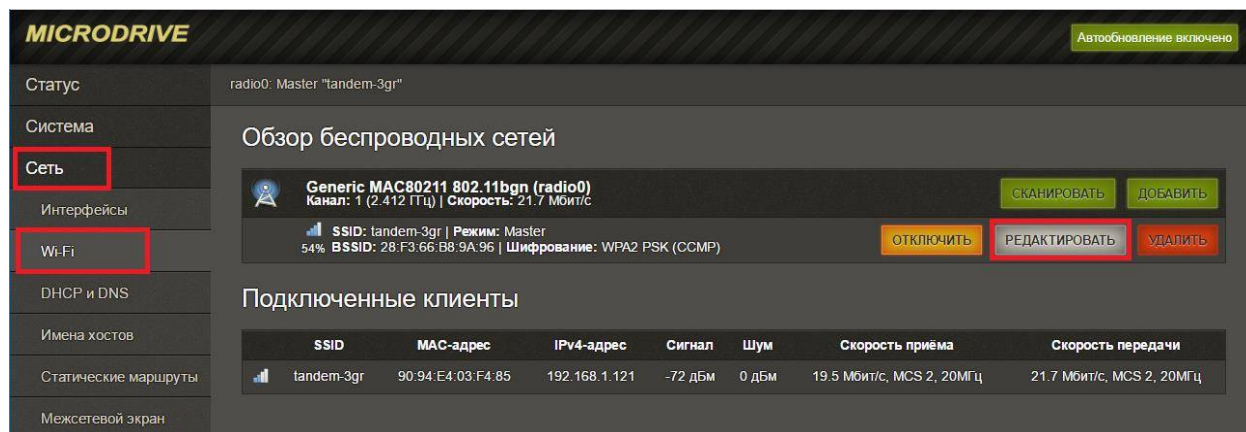 MICRODRIVE
Автообновление включено
Статус
radio0: Master "tandem-3gr"
Система
Обзор беспроводных сетей
Сеть
Generic MAC80211 802.11bgn (radio0)
Канал: 1 (2.412 ГГц) | Скорость: 21.7 Мбит/с
СКАНИРОВАТЬ ДОБАВИТЬ
Интерфейсы
SSID: tandem-3gr | Режим: Master
54% BSSID: 28:F3:66:B8:9A:96 | Шифрование: WPA2 PSK (CCMP)
ОТКЛЮЧИТЬ РЕДАКТИРОВАТЬ УДАЛИТЬ
Wi-Fi
DHCP и DNS
Подключенные клиенты
Имена хостов
SSID MAC-адрес IPv4-адрес Сигнал Шум Скорость приёма Скорость передачи
Статические маршруты
tandem-3gr 90:94:E4:03:F4:85 192.168.1.121 -72 дБм 0 дБм 19.5 Мбит/с, MCS 2, 20МГц 21.7 Мбит/с, MCS 2, 20МГц
Межсетевой экран